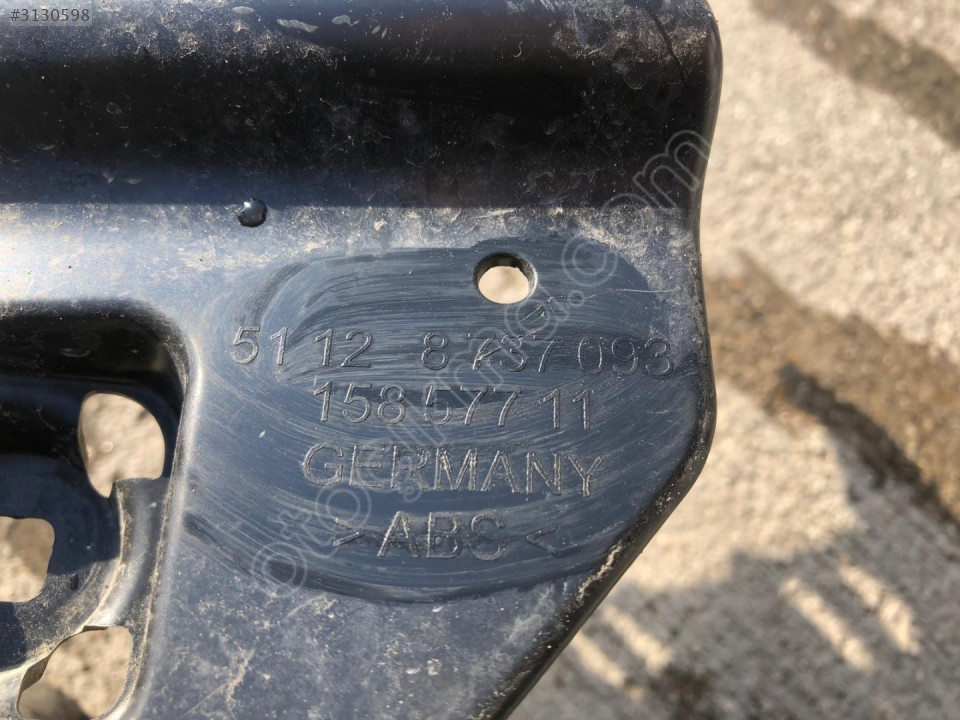 #3130598
51 12 8 737 093
158 577 11
GERMANY
>ABS<